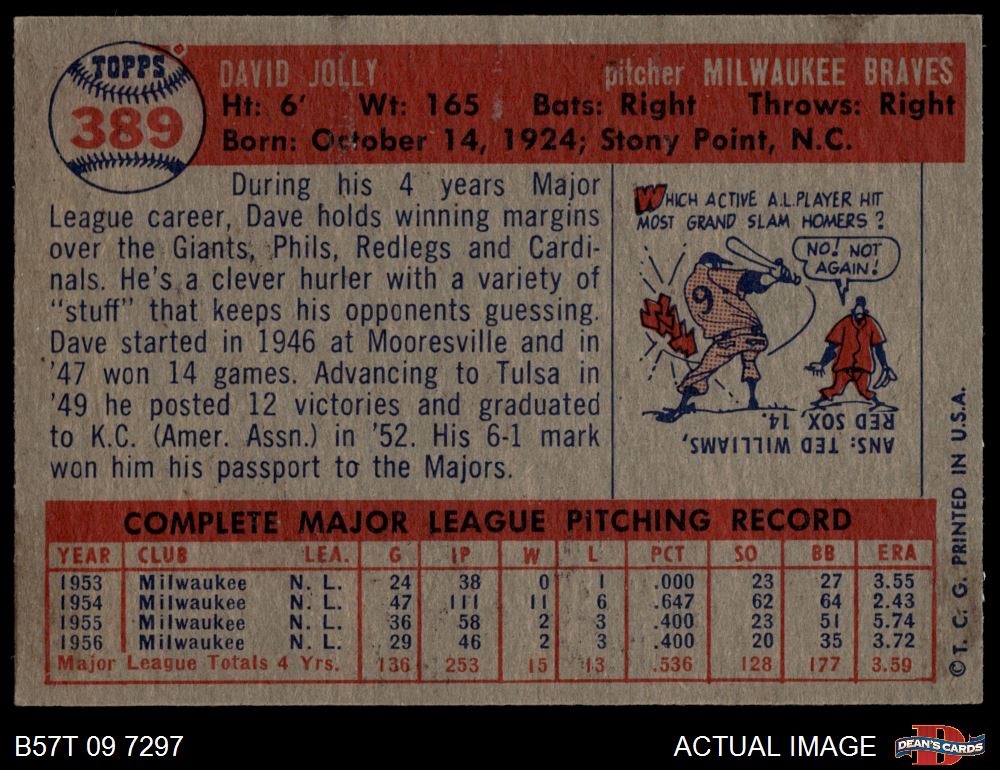 TOPPS
389
DAVID JOLLY pitcher MILWAUKEE BRAVES
Ht: 6' Wt: 165 Bats: Right Throws: Right
Born: October 14, 1924; Stony Point, N.C.
During his 4 years Major
League career, Dave holds winning margins
over the Giants, Phils, Redlegs and Cardi-
nals. He's a clever hurler with a variety of
"stuff" that keeps his opponents guessing.
Dave started in 1946 at Mooresville and in
'47 won 14 games. Advancing to Tulsa in
'49 he posted 12 victories and graduated
to K.C. (Amer. Assn.) in '52. His 6-1 mark
won him his passport to the Majors.
WHICH ACTIVE A.L. PLAYER HIT
MOST GRAND SLAM HOMERS?
NO! NOT
AGAIN!
9
ANS: TED WILLIAMS,
RED SOX 14.
© T. C. G. PRINTED IN U.S.A.
COMPLETE MAJOR LEAGUE PITCHING RECORD
YEAR CLUB LEA. G IP W L PCT SO BB ERA
1953 Milwaukee N. L. 24 38 0 1 .000 23 27 3.55
1954 Milwaukee N. L. 47 111 11 6 .647 62 64 2.43
1955 Milwaukee N. L. 36 58 2 3 .400 23 51 5.74
1956 Milwaukee N. L. 29 46 2 3 .400 20 35 3.72
Major League Totals 4 Yrs. 136 253 15 13 .536 128 177 3.59
B57T 09 7297
ACTUAL IMAGE
DEAN'S CARDS